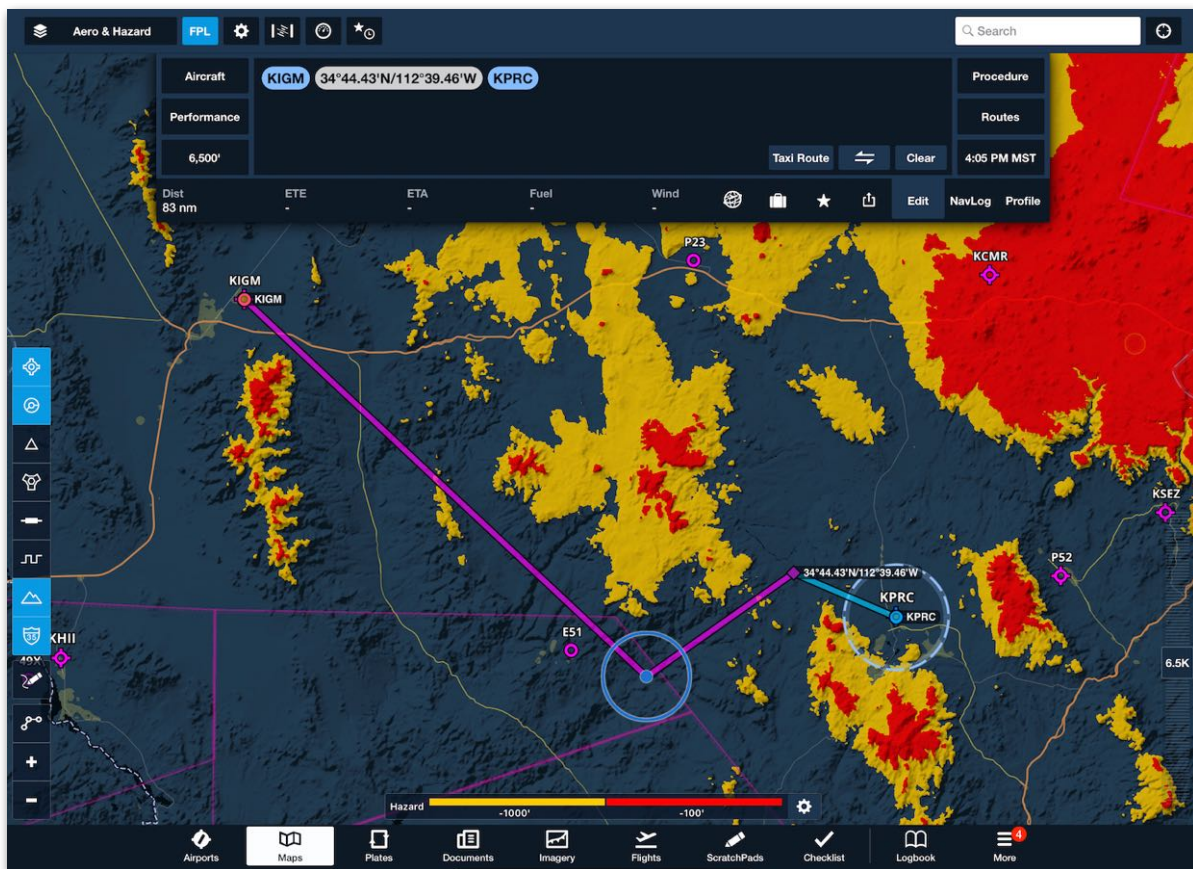 Aero & Hazard FPL Search
Aircraft KIGM 34°44.43'N/112°39.46'W KPRC Procedure
Performance Routes
6,500' Taxi Route Clear 4:05 PM MST
Dist ETE ETA Fuel Wind
83 nm - - - - Edit NavLog Profile
P23
KCMR
KIGM
KIGM
KSEZ
P52
34°44.43'N/112°39.46'W
KPRC
KPRC
E51
KHII
35
6.5K
Hazard -1000' -100'
4
Airports Maps Plates Documents Imagery Flights ScratchPads Checklist Logbook More